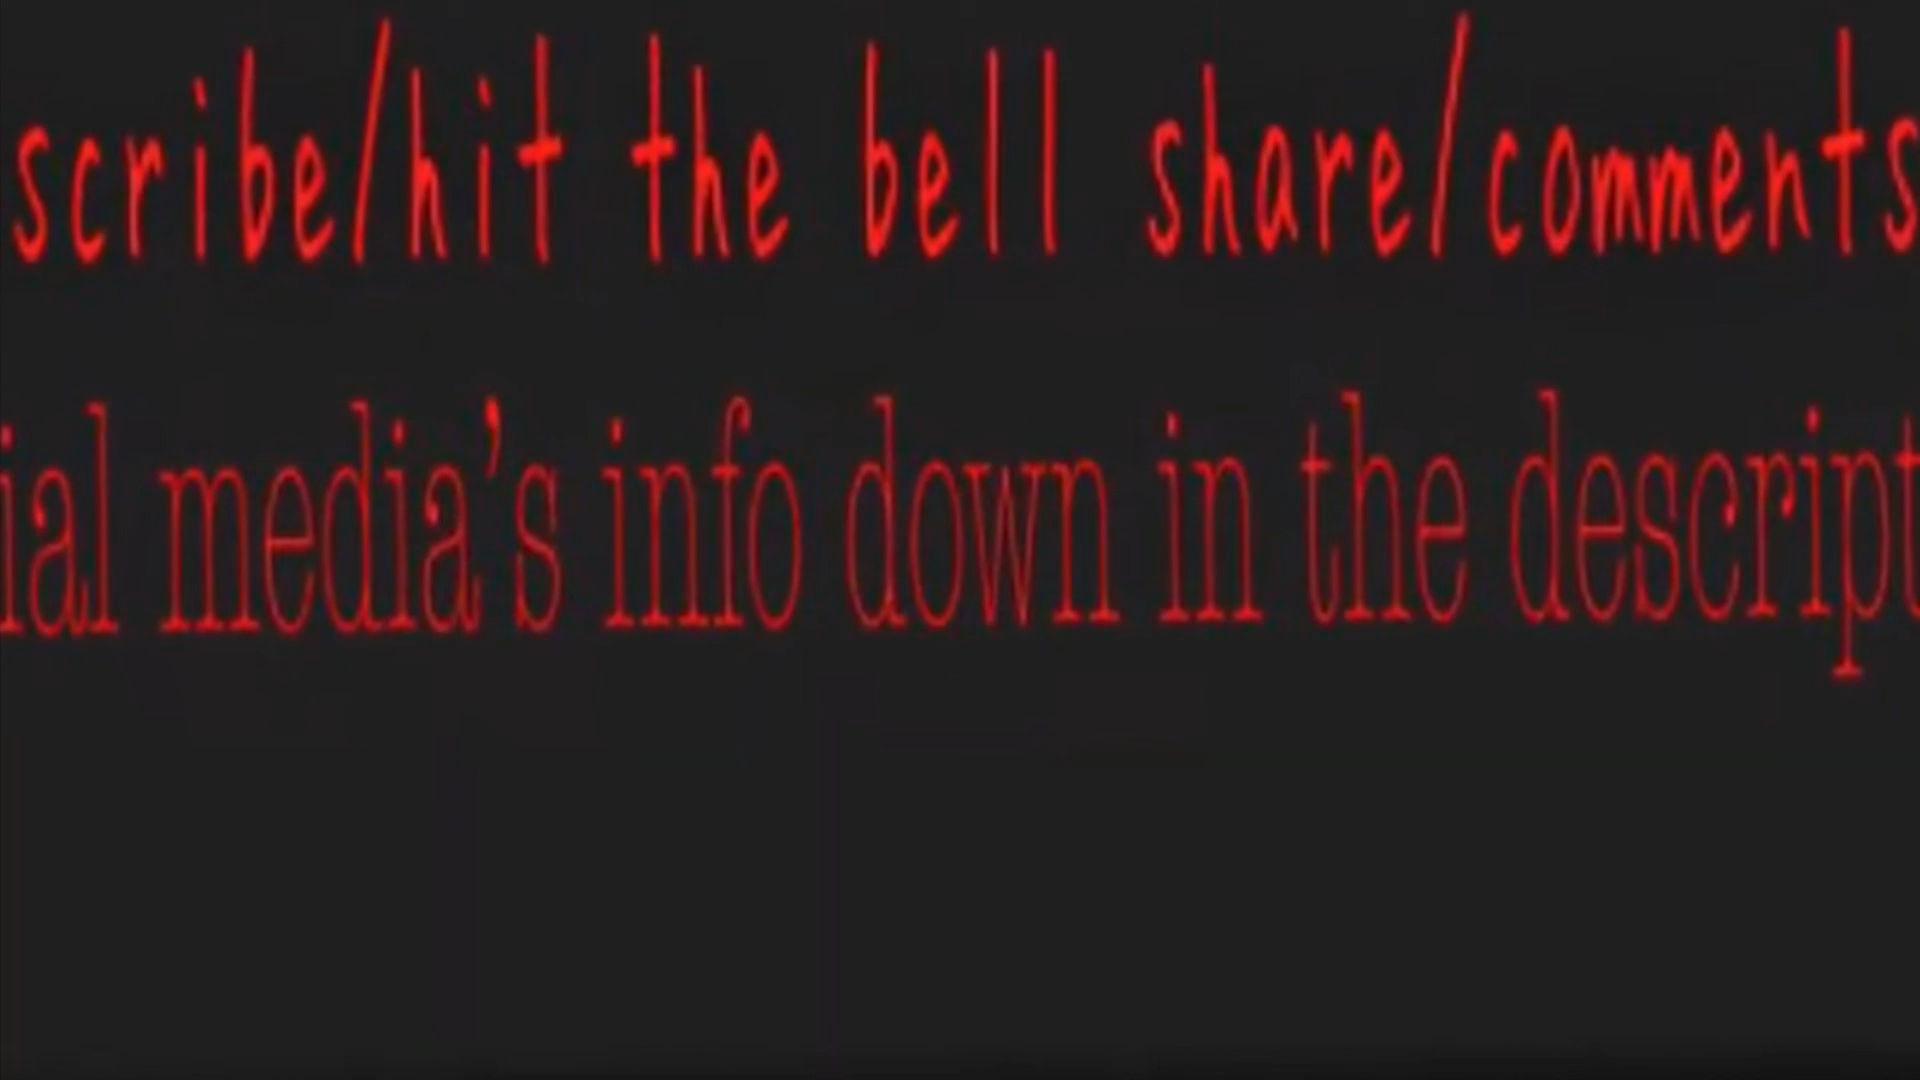 scribe/hit the bell share/comments
ial media's info down in the descript